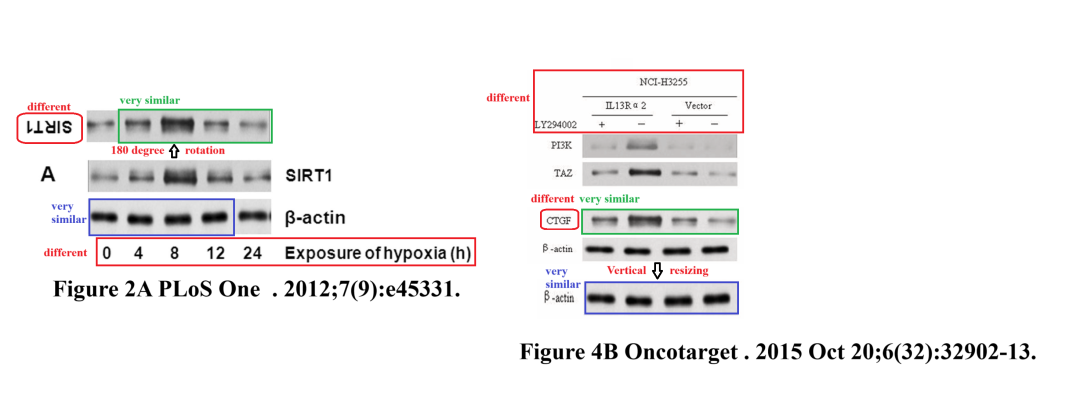 very similar
different
SIRT1
180 degree rotation
A SIRT1
very similar β-actin
different 0 4 8 12 24 Exposure of hypoxia (h)
Figure 2A PLoS One . 2012;7(9):e45331.
NCI-H3255
different
IL13Rα2 Vector
LY294002 + − + −
PI3K
TAZ
different very similar
CTGF
β-actin
Vertical resizing
very similar
β-actin
Figure 4B Oncotarget . 2015 Oct 20;6(32):32902-13.